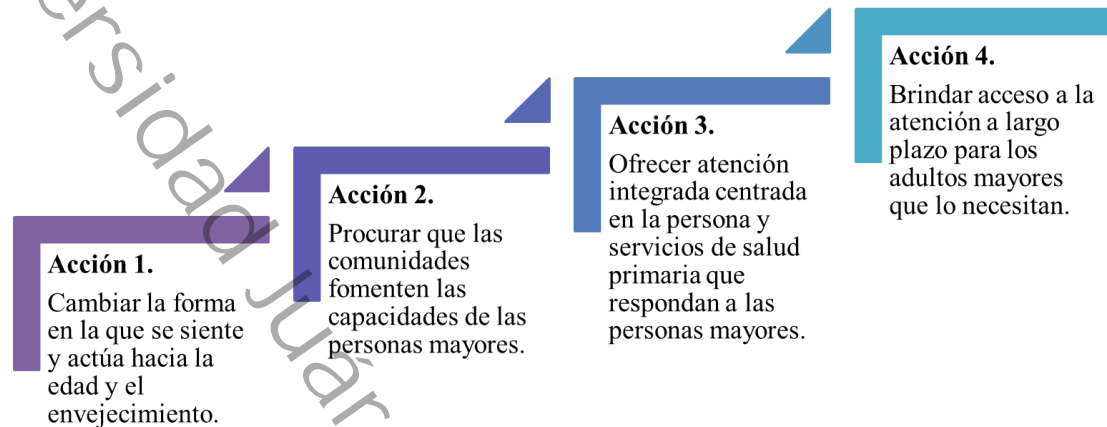 ersidad Juár
Acción 1.
Cambiar la forma
en la que se siente
y actúa hacia la
edad y el
envejecimiento.
Acción 2.
Procurar que las
comunidades
fomenten las
capacidades de las
personas mayores.
Acción 3.
Ofrecer atención
integrada centrada
en la persona y
servicios de salud
primaria que
respondan a las
personas mayores.
Acción 4.
Brindar acceso a la
atención a largo
plazo para los
adultos mayores
que lo necesitan.